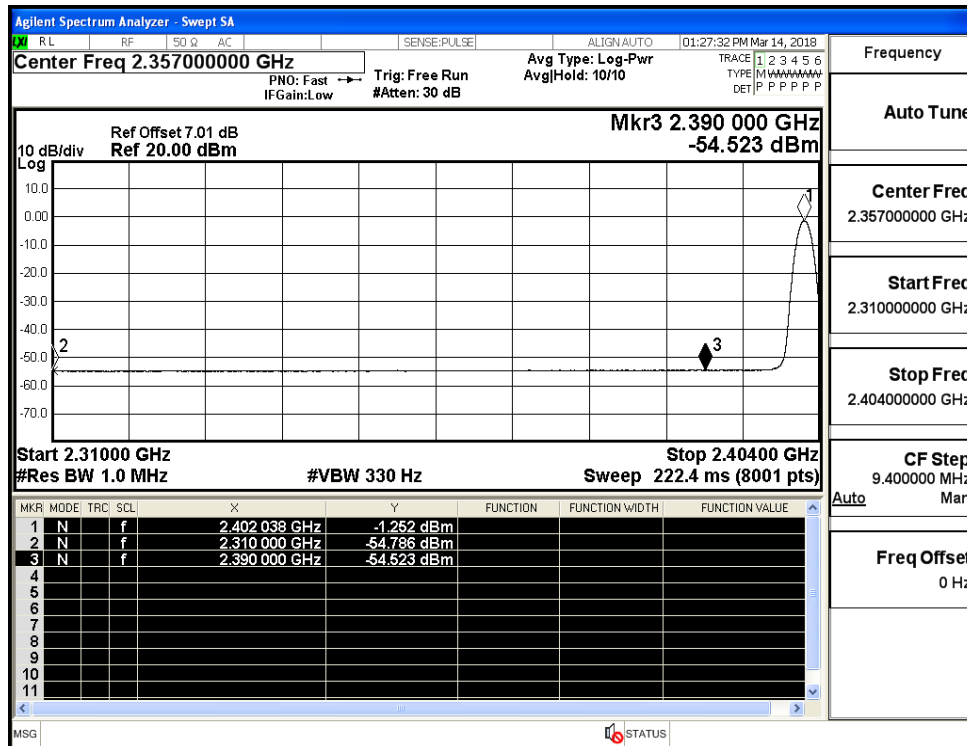 Agilent Spectrum Analyzer - Swept SA
LXI RL RF 50 Ω AC SENSE:PULSE ALIGN AUTO 01:27:32 PM Mar 14, 2018
Center Freq 2.357000000 GHz
PNO: Fast
IFGain:Low
Trig: Free Run
#Atten: 30 dB
Avg Type: Log-Pwr
Avg|Hold: 10/10
TRACE 1 2 3 4 5 6
TYPE M W W W W W
DET P P P P P P
Ref Offset 7.01 dB
10 dB/div Ref 20.00 dBm
Log
Mkr3 2.390 000 GHz
-54.523 dBm
10.0
0.00
-10.0
-20.0
-30.0
-40.0
-50.0
-60.0
-70.0
1
2
3
Start 2.31000 GHz Stop 2.40400 GHz
#Res BW 1.0 MHz #VBW 330 Hz Sweep 222.4 ms (8001 pts)
MKR MODE TRC SCL X Y FUNCTION FUNCTION WIDTH FUNCTION VALUE
1 N f 2.402 038 GHz -1.252 dBm
2 N f 2.310 000 GHz -54.786 dBm
3 N f 2.390 000 GHz -54.523 dBm
4
5
6
7
8
9
10
11
MSG STATUS
Frequency
Auto Tune
Center Freq
2.357000000 GHz
Start Freq
2.310000000 GHz
Stop Freq
2.404000000 GHz
CF Step
9.400000 MHz
Auto Man
Freq Offset
0 Hz